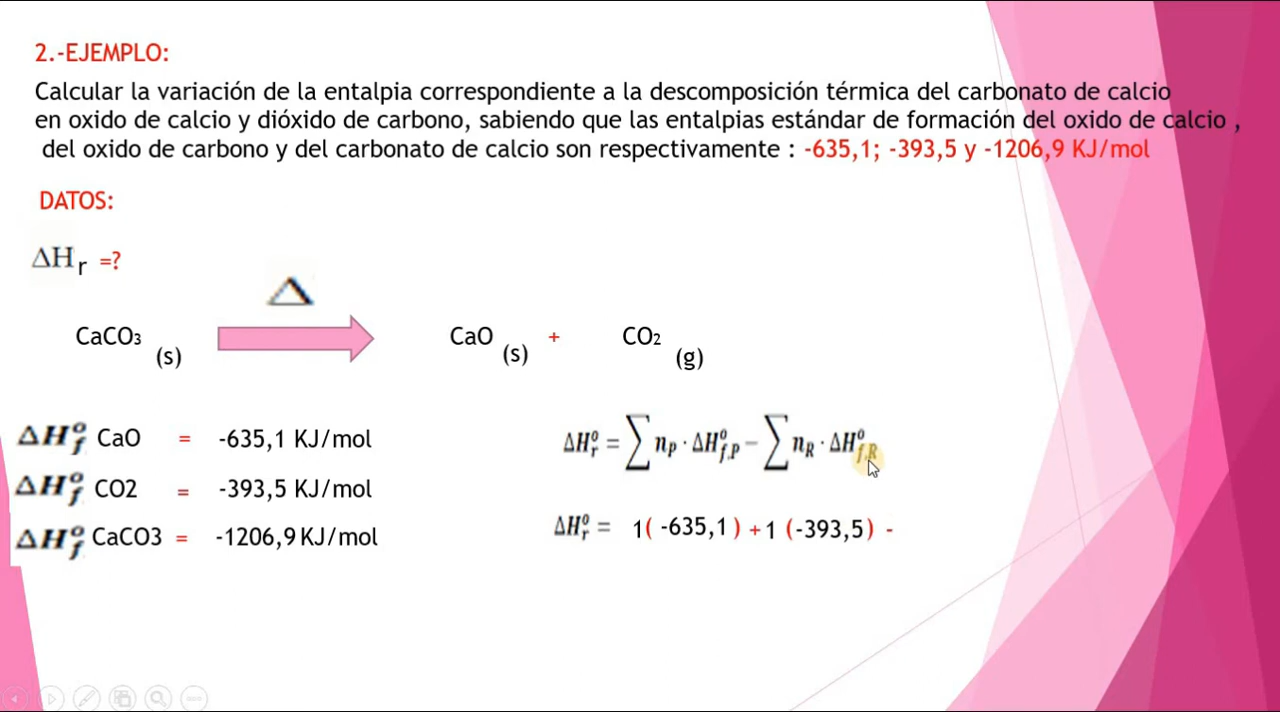 2.-EJEMPLO:
Calcular la variación de la entalpia correspondiente a la descomposición térmica del carbonato de calcio
en oxido de calcio y dióxido de carbono, sabiendo que las entalpias estándar de formación del oxido de calcio ,
del oxido de carbono y del carbonato de calcio son respectivamente : -635,1; -393,5 y -1206,9 KJ/mol
DATOS:
ΔHr =?
Δ
CaCO₃ (s) CaO (s) + CO₂ (g)
ΔH°f CaO = -635,1 KJ/mol
ΔH°f CO2 = -393,5 KJ/mol
ΔH°f CaCO3 = -1206,9 KJ/mol
ΔH°r = ∑ nP · ΔH°f,P − ∑ nR · ΔH°f,R
ΔH°r = 1( -635,1 ) + 1 (-393,5) -